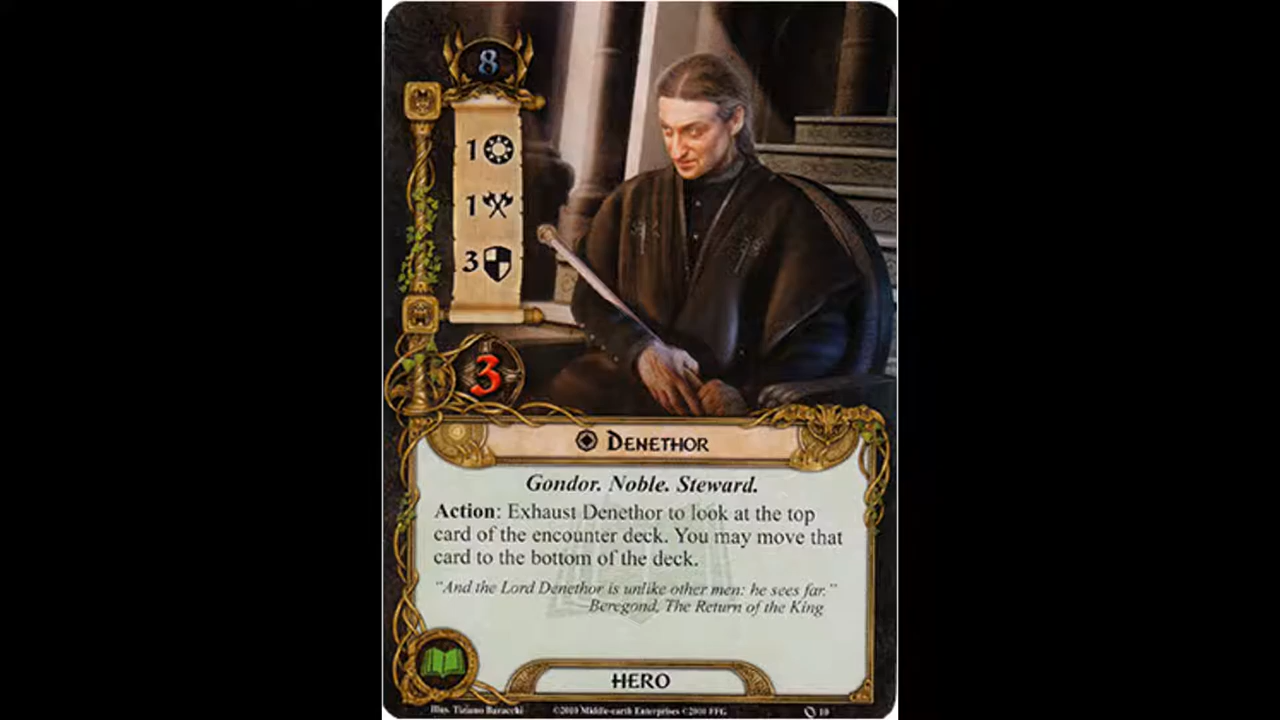 8
1
1
3
3
Denethor
Gondor. Noble. Steward.
Action: Exhaust Denethor to look at the top
card of the encounter deck. You may move that
card to the bottom of the deck.
"And the Lord Denethor is unlike other men: he sees far."
Beregond, The Return of the King
HERO
Illus. Tiziano Baracchi ©2010 Middle-earth Enterprises ©2010 FFG 10